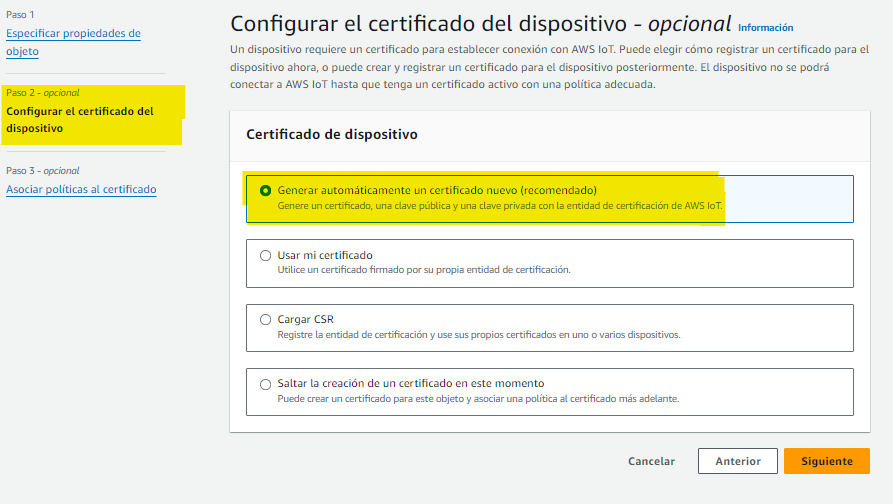 Paso 1
Especificar propiedades de
objeto
Paso 2 - opcional
Configurar el certificado del
dispositivo
Paso 3 - opcional
Asociar políticas al certificado
Configurar el certificado del dispositivo - opcional Información
Un dispositivo requiere un certificado para establecer conexión con AWS IoT. Puede elegir cómo registrar un certificado para el
dispositivo ahora, o puede crear y registrar un certificado para el dispositivo posteriormente. El dispositivo no se podrá
conectar a AWS IoT hasta que tenga un certificado activo con una política adecuada.
Certificado de dispositivo
Generar automáticamente un certificado nuevo (recomendado)
Genere un certificado, una clave pública y una clave privada con la entidad de certificación de AWS IoT.
Usar mi certificado
Utilice un certificado firmado por su propia entidad de certificación.
Cargar CSR
Registre la entidad de certificación y use sus propios certificados en uno o varios dispositivos.
Saltar la creación de un certificado en este momento
Puede crear un certificado para este objeto y asociar una política al certificado más adelante.
Cancelar Anterior Siguiente